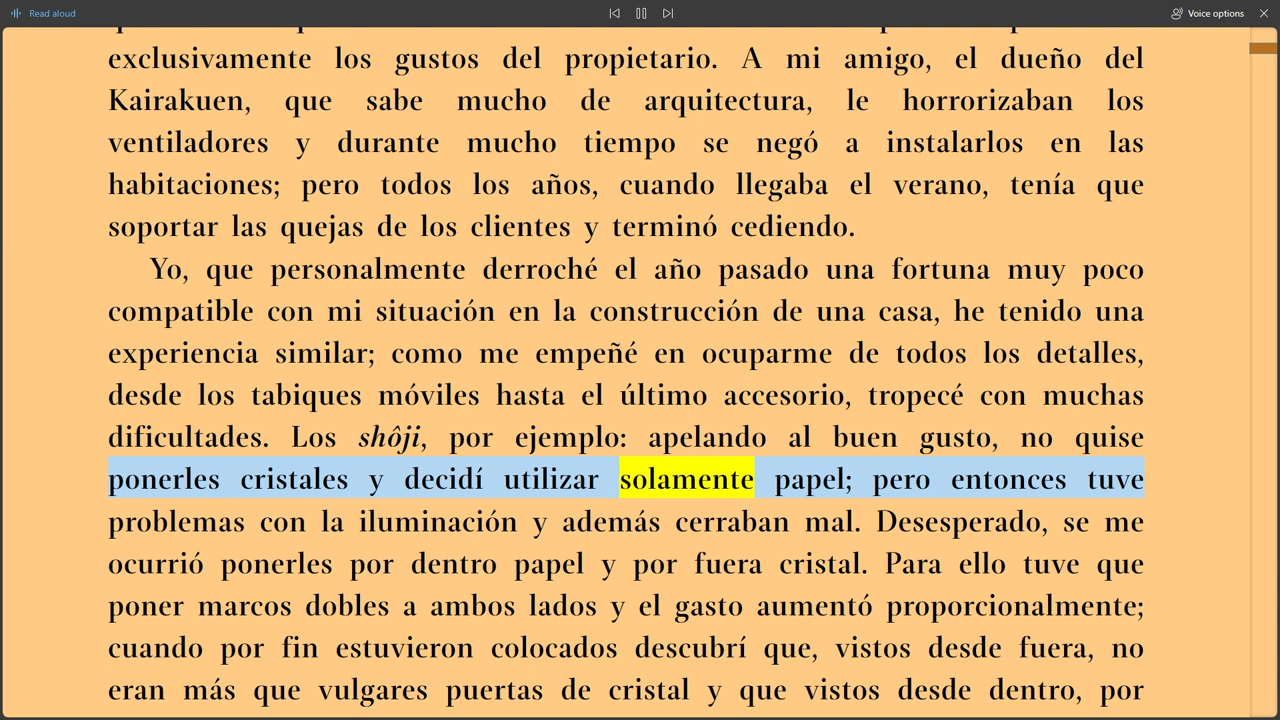 Read aloud
Voice options
exclusivamente los gustos del propietario. A mi amigo, el dueño del
Kairakuen, que sabe mucho de arquitectura, le horrorizaban los
ventiladores y durante mucho tiempo se negó a instalarlos en las
habitaciones; pero todos los años, cuando llegaba el verano, tenía que
soportar las quejas de los clientes y terminó cediendo.
Yo, que personalmente derroché el año pasado una fortuna muy poco
compatible con mi situación en la construcción de una casa, he tenido una
experiencia similar; como me empeñé en ocuparme de todos los detalles,
desde los tabiques móviles hasta el último accesorio, tropecé con muchas
dificultades. Los shôji, por ejemplo: apelando al buen gusto, no quise
ponerles cristales y decidí utilizar solamente papel; pero entonces tuve
problemas con la iluminación y además cerraban mal. Desesperado, se me
ocurrió ponerles por dentro papel y por fuera cristal. Para ello tuve que
poner marcos dobles a ambos lados y el gasto aumentó proporcionalmente;
cuando por fin estuvieron colocados descubrí que, vistos desde fuera, no
eran más que vulgares puertas de cristal y que vistos desde dentro, por